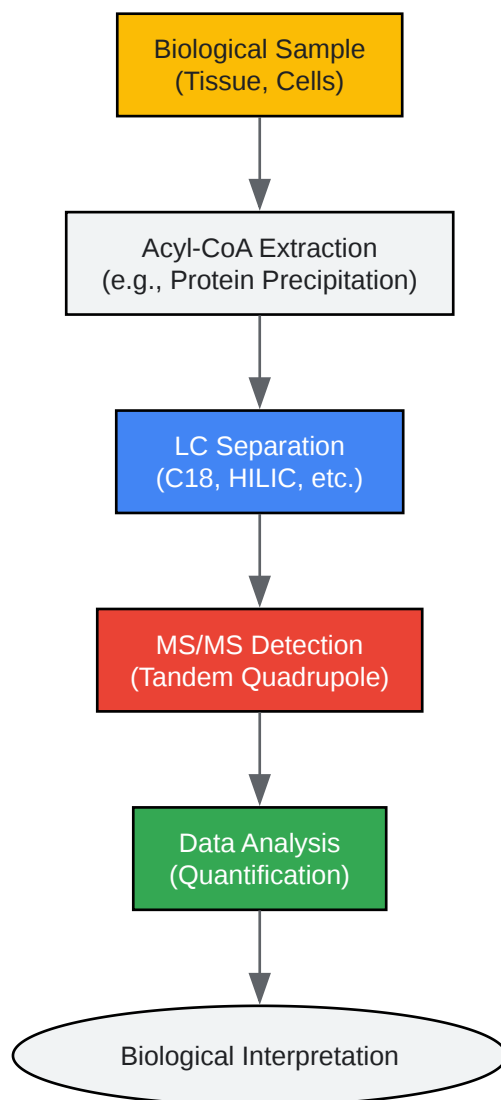 Biological Sample
(Tissue, Cells)
Acyl-CoA Extraction
(e.g., Protein Precipitation)
LC Separation
(C18, HILIC, etc.)
MS/MS Detection
(Tandem Quadrupole)
Data Analysis
(Quantification)
Biological Interpretation